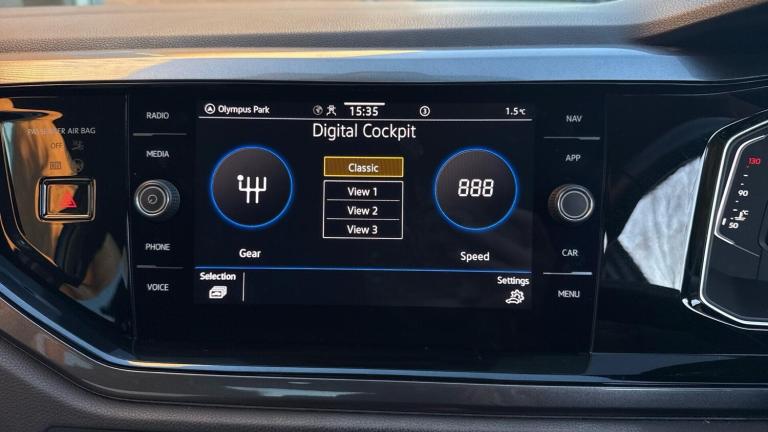 Olympus Park
15:35
3
1.5°C
Digital Cockpit
Classic
View 1
View 2
View 3
Gear
888
Speed
Selection
Settings
RADIO
MEDIA
PHONE
VOICE
NAV
APP
CAR
MENU
PASSENGER AIR BAG
OFF
130
90
50